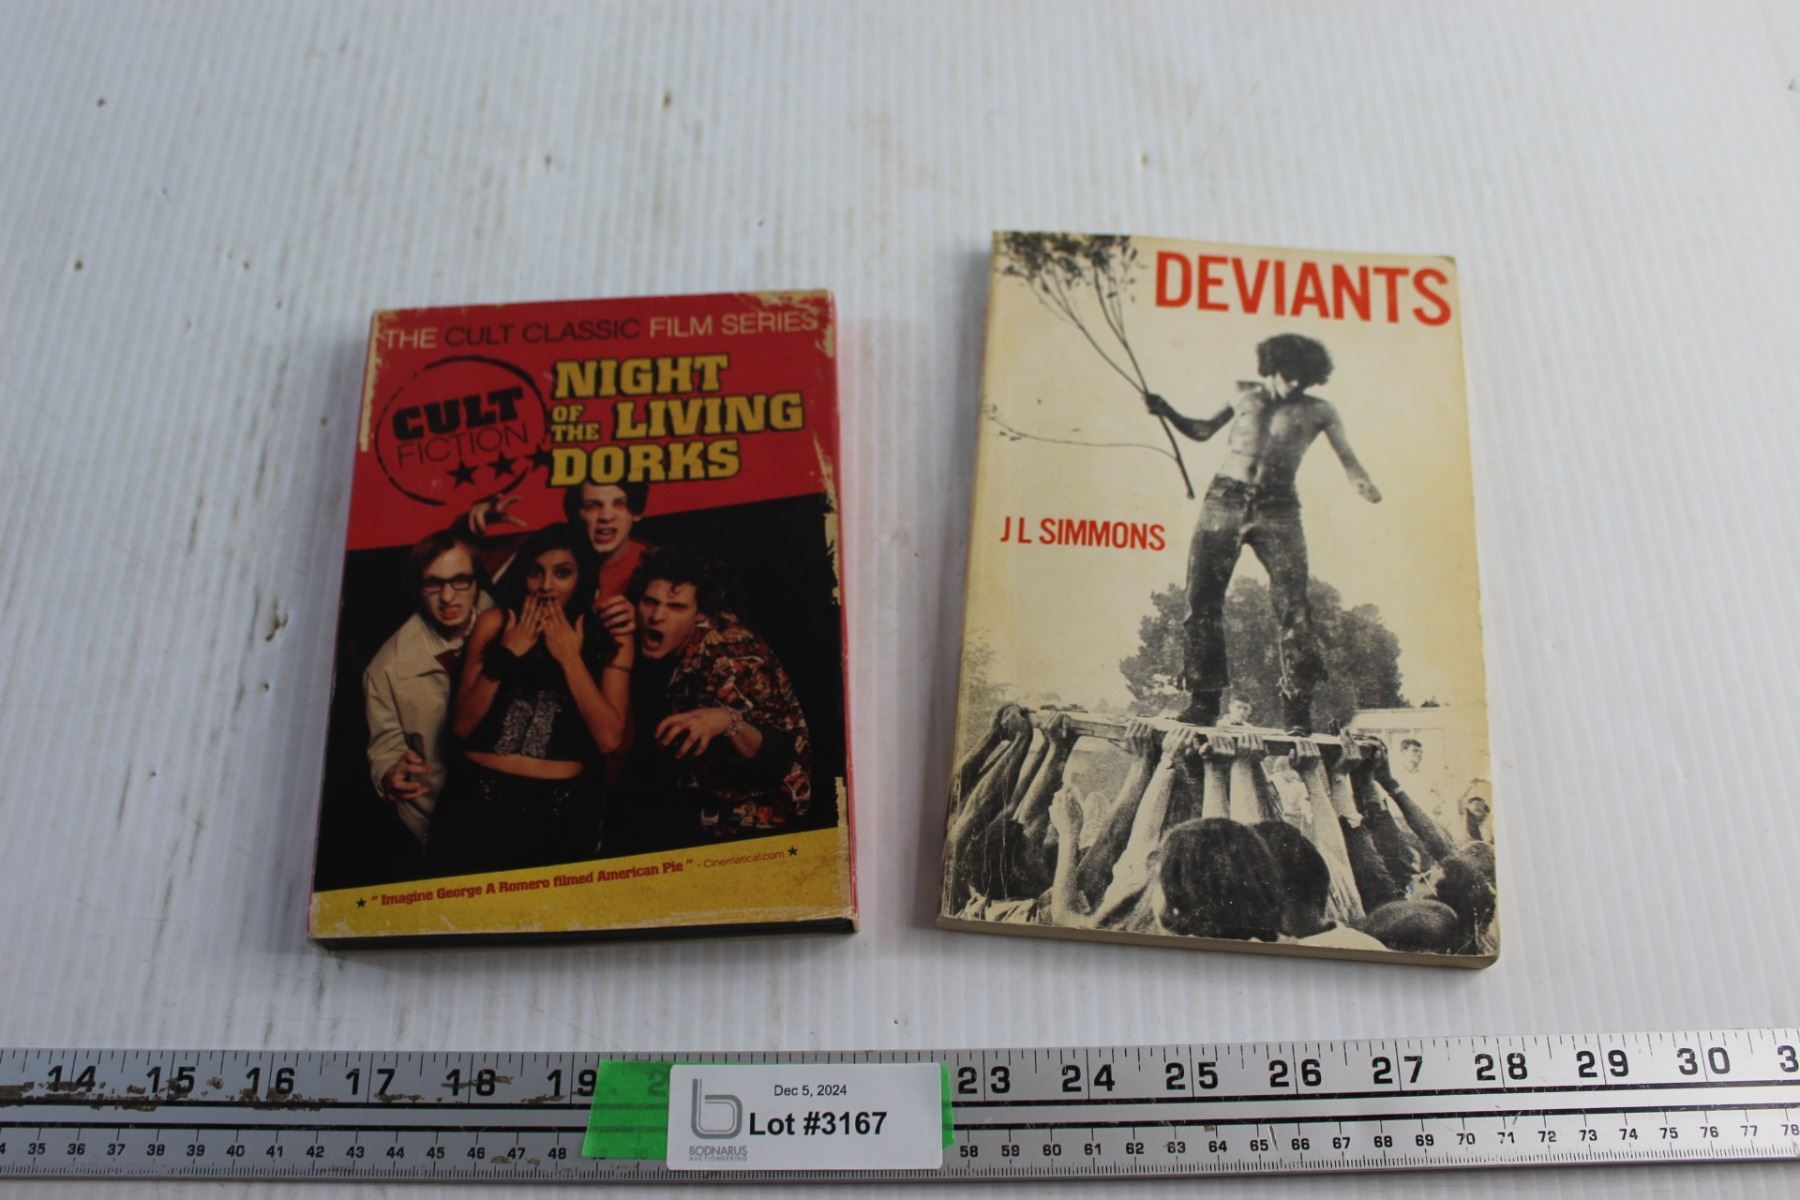 THE CULT CLASSIC FILM SERIES
CULT
FICTION
NIGHT
OF THE LIVING
DORKS
"Imagine George A Romero filmed American Pie" - Cinematical.com
DEVIANTS
J L SIMMONS
14 15 16 17 18 19 2 23 24 25 26 27 28 29 30 3
35 36 37 38 39 40 41 42 43 44 45 46 47 48 58 59 60 61 62 63 64 65 66 67 68 69 70 71 72 73 74 75 76 77 78
Dec 5, 2024
Lot #3167
b
BODNARUS
AUCTIONEERING